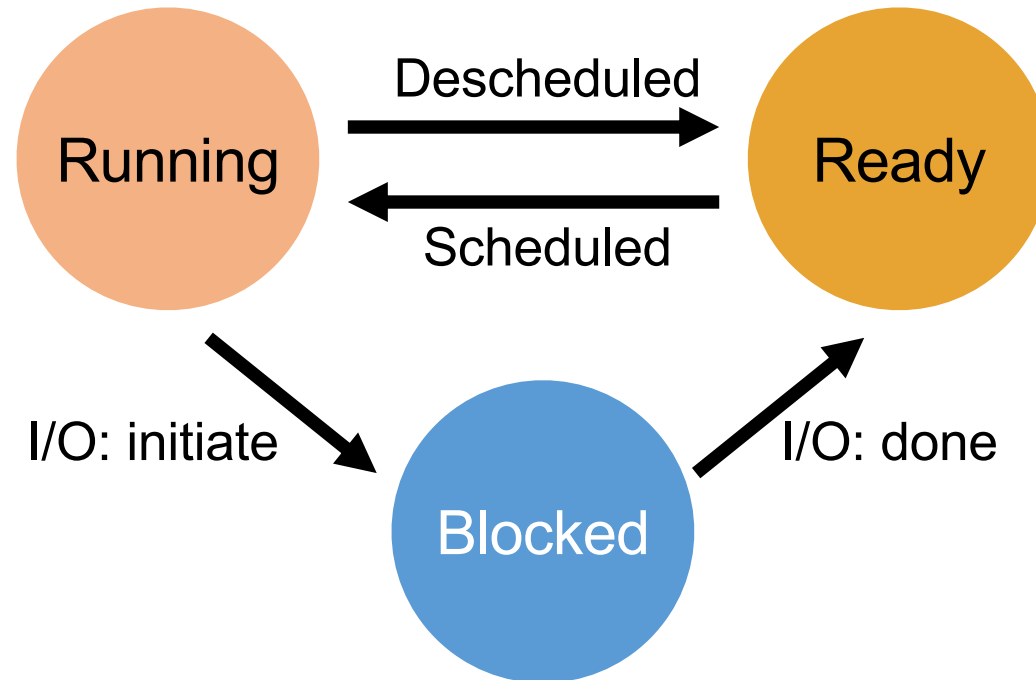 Descheduled
Running
Ready
Scheduled
I/O: initiate
I/O: done
Blocked